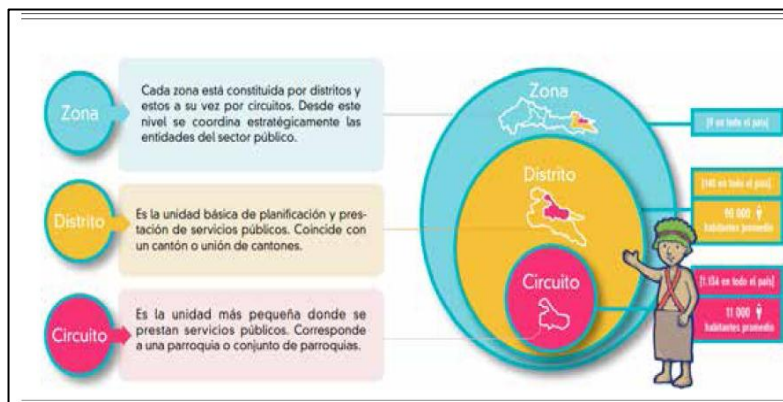 Zona
Cada zona está constituida por distritos y
estos a su vez por circuitos. Desde este
nivel se coordina estratégicamente las
entidades del sector público.
Distrito
Es la unidad básica de planificación y pres-
tación de servicios públicos. Coincide con
un cantón o unión de cantones.
Circuito
Es la unidad más pequeña donde se
prestan servicios públicos. Corresponde
a una parroquia o conjunto de parroquias.
Zona
[9 en todo el país]
Distrito
[140 en todo el país]
90 000
habitantes promedio
Circuito
[1.134 en todo el país]
11 000
habitantes promedio